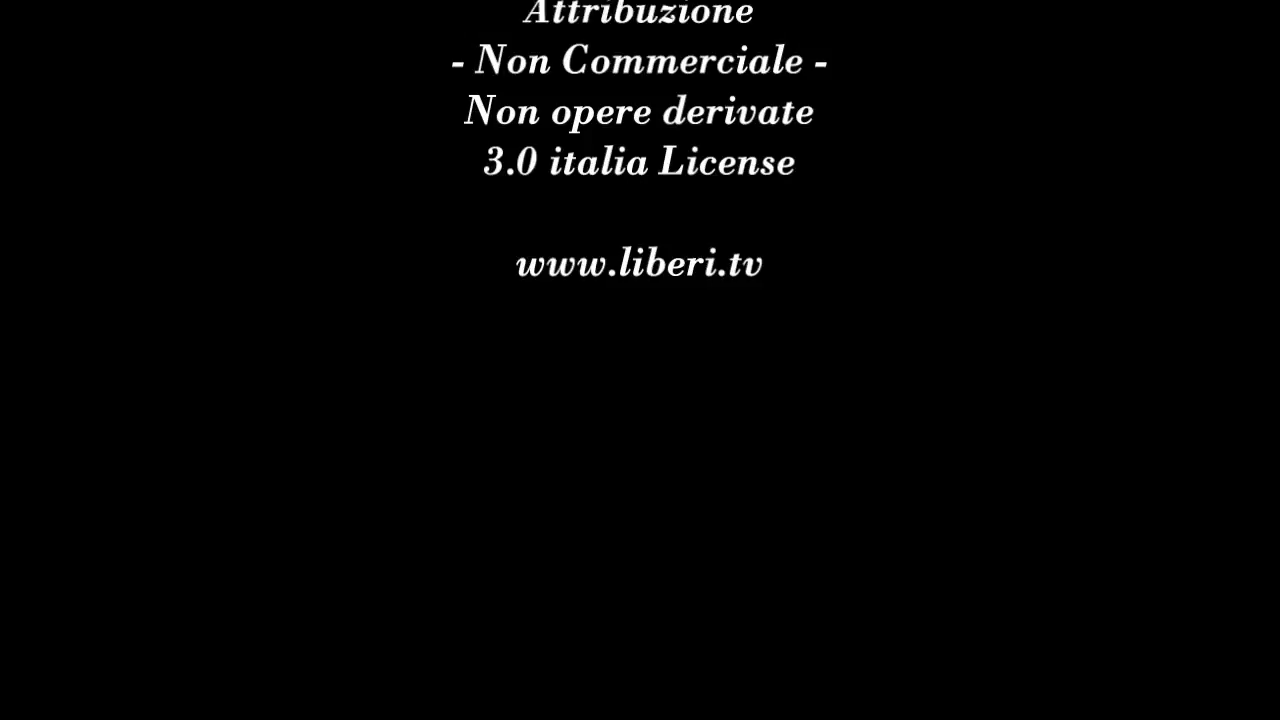 Attribuzione
- Non Commerciale -
Non opere derivate
3.0 italia License
www.liberi.tv